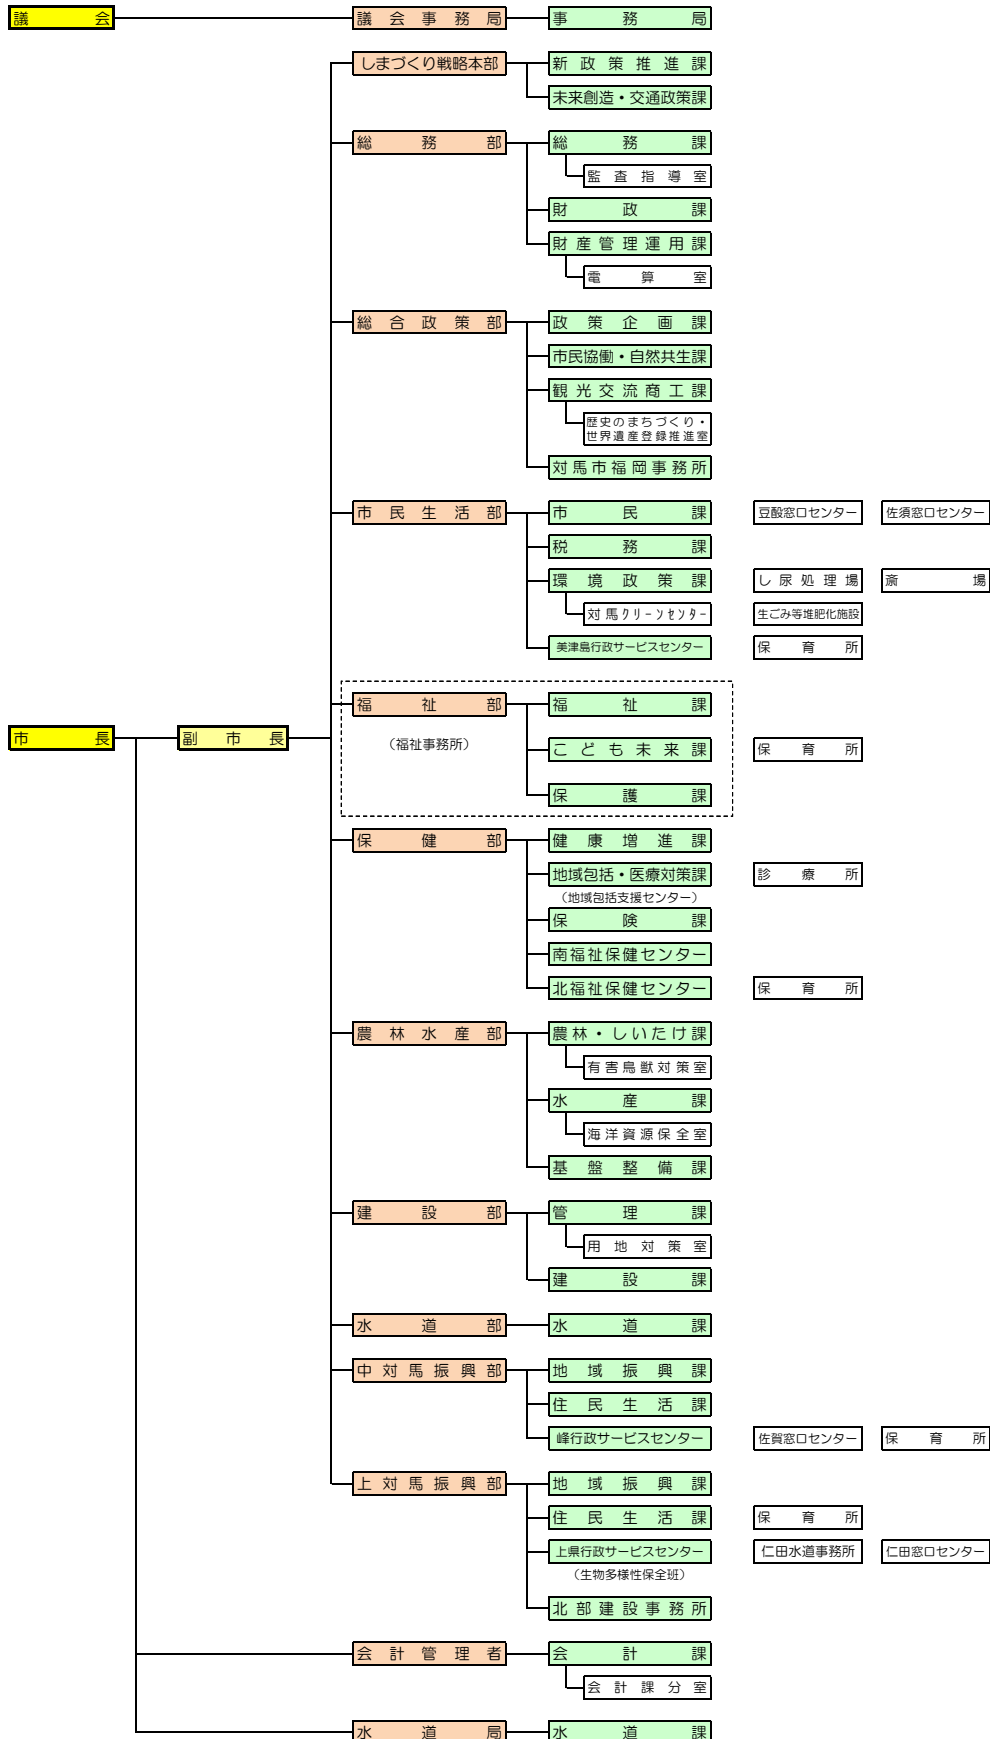 議会 議会事務局 事務局
しまづくり戦略本部 新政策推進課
未来創造・交通政策課
総務部 総務課
監査指導室
財政課
財産管理運用課
電算室
総合政策部 政策企画課
市民協働・自然共生課
観光交流商工課
歴史のまちづくり・
世界遺産登録推進室
対馬市福岡事務所
市民生活部 市民課 豆酘窓口センター 佐須窓口センター
税務課
環境政策課 し尿処理場 斎場
対馬クリーンセンター 生ごみ等堆肥化施設
美津島行政サービスセンター 保育所
福祉部 福祉課
市長 副市長 （福祉事務所） こども未来課 保育所
保護課
保健部 健康増進課
地域包括・医療対策課 診療所
（地域包括支援センター）
保険課
南福祉保健センター
北福祉保健センター 保育所
農林水産部 農林・しいたけ課
有害鳥獣対策室
水産課
海洋資源保全室
基盤整備課
建設部 管理課
用地対策室
建設課
水道部 水道課
中対馬振興部 地域振興課
住民生活課
峰行政サービスセンター 佐賀窓口センター 保育所
上対馬振興部 地域振興課
住民生活課 保育所
上県行政サービスセンター 仁田水道事務所 仁田窓口センター
（生物多様性保全班）
北部建設事務所
会計管理者 会計課
会計課分室
水道局 水道課